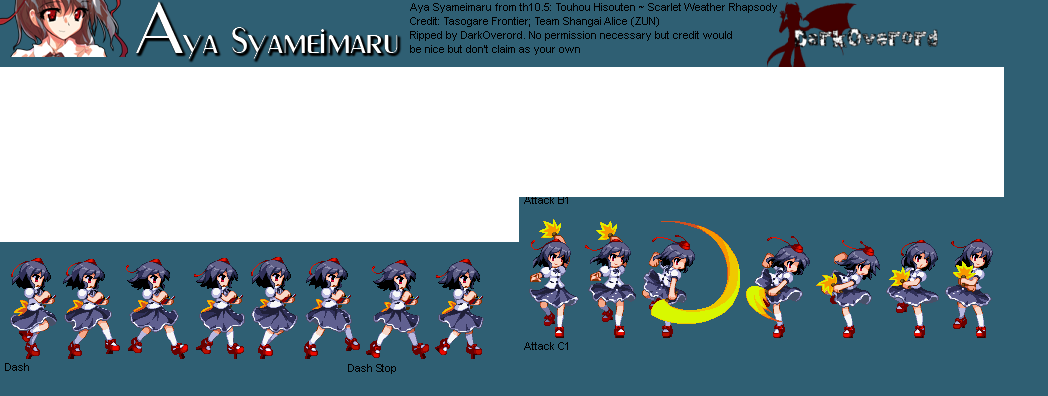 Aya Syameimaru
Aya Syameimaru from th10.5: Touhou Hisouten ~ Scarlet Weather Rhapsody
Credit: Tasogare Frontier; Team Shangai Alice (ZUN)
Ripped by DarkOverord. No permission necessary but credit would
be nice but don't claim as your own
DarkOverord
Attack B1
Attack C1
Dash
Dash Stop